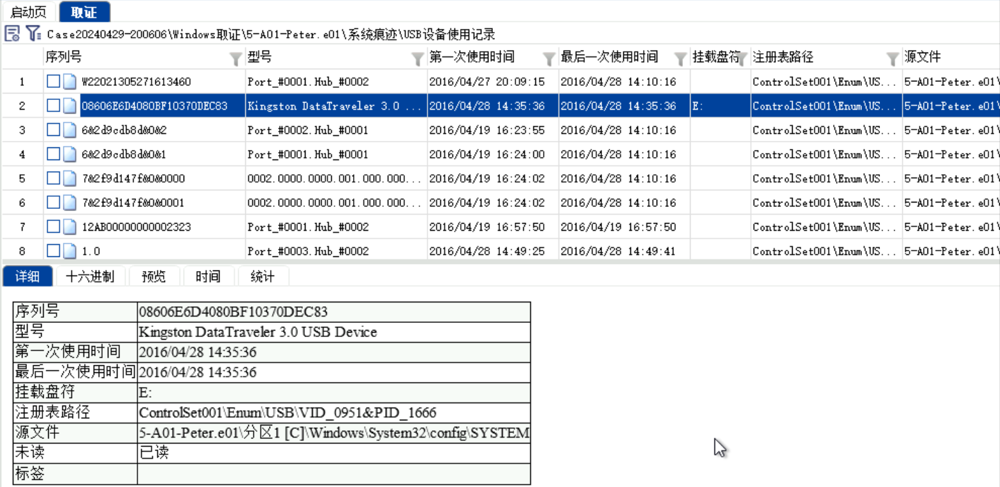 启动页 取证
Case20240429-200606\Windows取证\5-A01-Peter.e01\系统痕迹\USB设备使用记录
序列号 型号 第一次使用时间 最后一次使用时间 挂载盘符 注册表路径 源文件
1 W22021305271613460 Port_#0001.Hub_#0002 2016/04/27 20:09:15 2016/04/28 14:10:16 ControlSet001\Enum\US... 5-A01-Peter.e01\
2 08606E6D4080BF10370DEC83 Kingston DataTraveler 3.0 ... 2016/04/28 14:35:36 2016/04/28 14:35:36 E: ControlSet001\Enum\US... 5-A01-Peter.e01\
3 6&2d9cdb8d&0&2 Port_#0002.Hub_#0001 2016/04/19 16:23:55 2016/04/28 14:10:16 ControlSet001\Enum\US... 5-A01-Peter.e01\
4 6&2d9cdb8d&0&1 Port_#0001.Hub_#0001 2016/04/19 16:24:00 2016/04/28 14:10:16 ControlSet001\Enum\US... 5-A01-Peter.e01\
5 7&2f9d147f&0&0000 0002.0000.0000.001.000.000... 2016/04/19 16:24:02 2016/04/28 14:10:16 ControlSet001\Enum\US... 5-A01-Peter.e01\
6 7&2f9d147f&0&0001 0002.0000.0000.001.000.000... 2016/04/19 16:24:02 2016/04/28 14:10:16 ControlSet001\Enum\US... 5-A01-Peter.e01\
7 12AB00000000002323 Port_#0001.Hub_#0002 2016/04/19 16:57:50 2016/04/19 16:57:50 ControlSet001\Enum\US... 5-A01-Peter.e01\
8 1.0 Port_#0003.Hub_#0002 2016/04/28 14:49:25 2016/04/28 14:49:41 ControlSet001\Enum\US... 5-A01-Peter.e01\
详细 十六进制 预览 时间 统计
序列号 08606E6D4080BF10370DEC83
型号 Kingston DataTraveler 3.0 USB Device
第一次使用时间 2016/04/28 14:35:36
最后一次使用时间 2016/04/28 14:35:36
挂载盘符 E:
注册表路径 ControlSet001\Enum\USB\VID_0951&PID_1666
源文件 5-A01-Peter.e01\分区1 [C]\Windows\System32\config\SYSTEM
未读 已读
标签